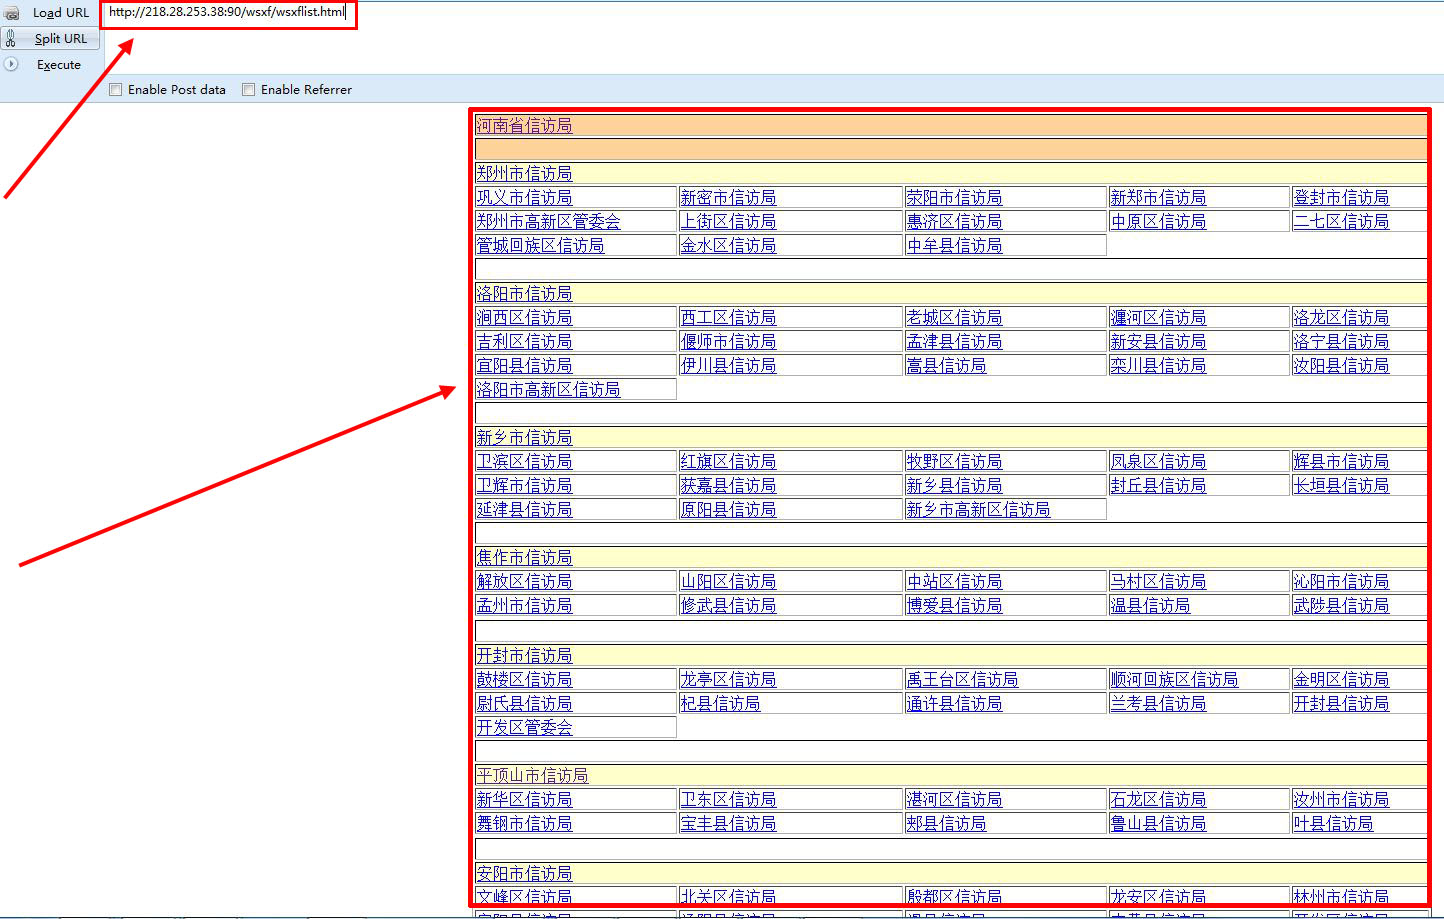 Load URL
http://218.28.253.38:90/wsxf/wsxflist.html
Split URL
Execute
Enable Post data Enable Referrer
河南省信访局
郑州市信访局
巩义市信访局 新密市信访局 荥阳市信访局 新郑市信访局 登封市信访局
郑州市高新区管委会 上街区信访局 惠济区信访局 中原区信访局 二七区信访局
管城回族区信访局 金水区信访局 中牟县信访局
洛阳市信访局
涧西区信访局 西工区信访局 老城区信访局 瀍河区信访局 洛龙区信访局
吉利区信访局 偃师市信访局 孟津县信访局 新安县信访局 洛宁县信访局
宜阳县信访局 伊川县信访局 嵩县信访局 栾川县信访局 汝阳县信访局
洛阳市高新区信访局
新乡市信访局
卫滨区信访局 红旗区信访局 牧野区信访局 凤泉区信访局 辉县市信访局
卫辉市信访局 获嘉县信访局 新乡县信访局 封丘县信访局 长垣县信访局
延津县信访局 原阳县信访局 新乡市高新区信访局
焦作市信访局
解放区信访局 山阳区信访局 中站区信访局 马村区信访局 沁阳市信访局
孟州市信访局 修武县信访局 博爱县信访局 温县信访局 武陟县信访局
开封市信访局
鼓楼区信访局 龙亭区信访局 禹王台区信访局 顺河回族区信访局 金明区信访局
尉氏县信访局 杞县信访局 通许县信访局 兰考县信访局 开封县信访局
开发区管委会
平顶山市信访局
新华区信访局 卫东区信访局 湛河区信访局 石龙区信访局 汝州市信访局
舞钢市信访局 宝丰县信访局 郏县信访局 鲁山县信访局 叶县信访局
安阳市信访局
文峰区信访局 北关区信访局 殷都区信访局 龙安区信访局 林州市信访局